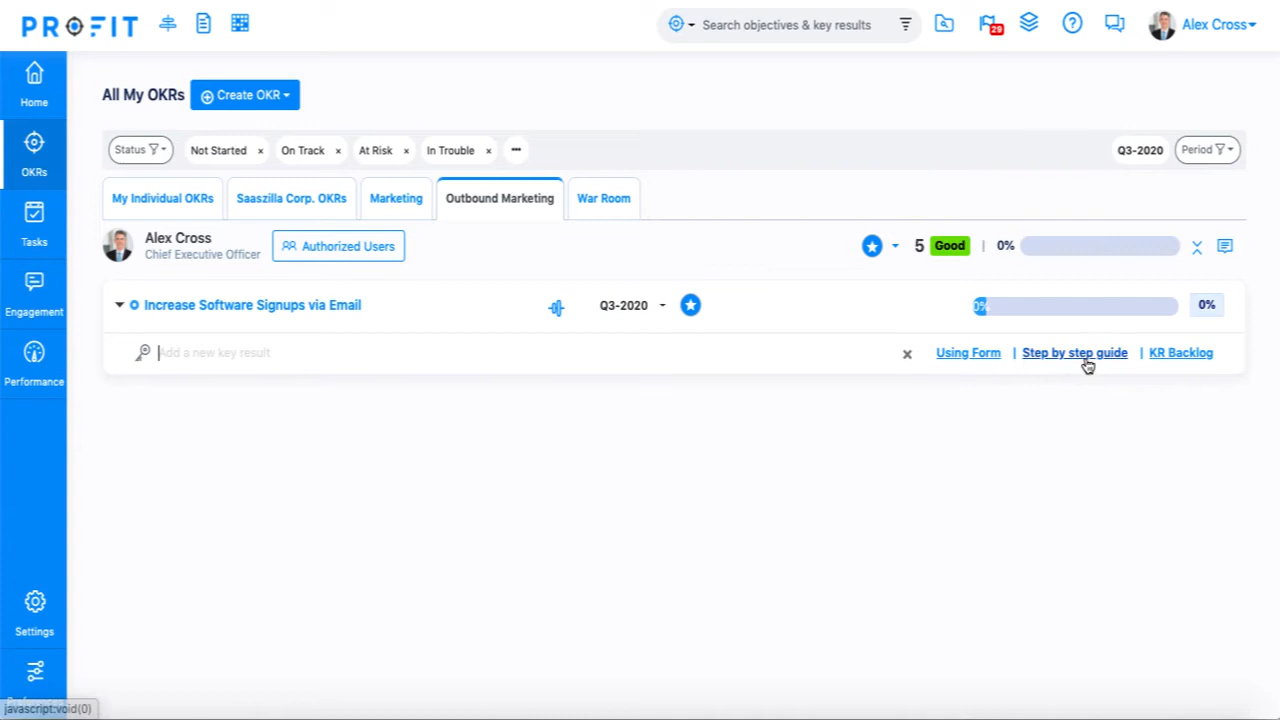 PROFIT
Search objectives & key results
29
Alex Cross
Home
OKRs
Tasks
Engagement
Performance
Settings
All My OKRs
Create OKR
Status
Not Started ×
On Track ×
At Risk ×
In Trouble ×
•••
Q3-2020
Period
My Individual OKRs
Saaszilla Corp. OKRs
Marketing
Outbound Marketing
War Room
Alex Cross
Chief Executive Officer
Authorized Users
5 Good | 0%
Increase Software Signups via Email
Q3-2020
0%
0%
Add a new key result
×
Using Form | Step by step guide | KR Backlog
javascript:void(0)